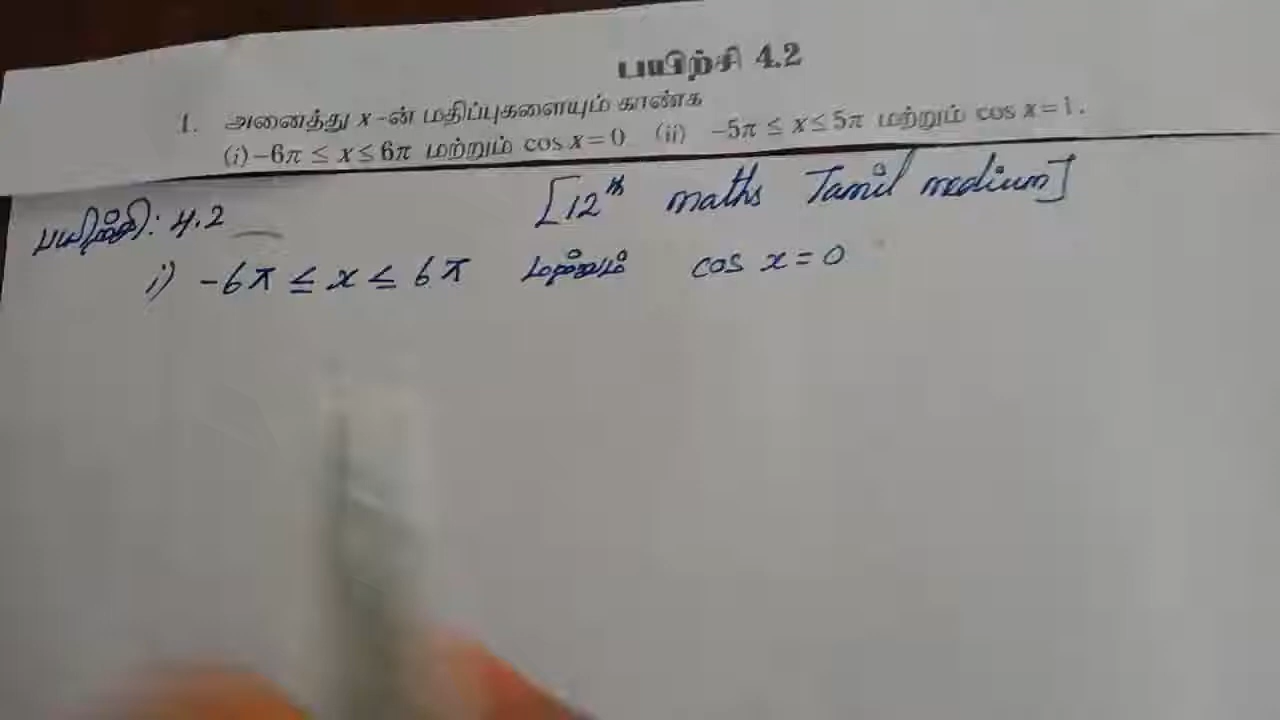 பயிற்சி 4.2
1. அனைத்து x-ன் மதிப்புகளையும் காண்க
(i) -6π ≤ x ≤ 6π மற்றும் cos x = 0 (ii) -5π ≤ x ≤ 5π மற்றும் cos x = 1.
[12th maths Tamil medium]
பயிற்சி: 4.2
i) -6π ≤ x ≤ 6π மற்றும் cos x = 0